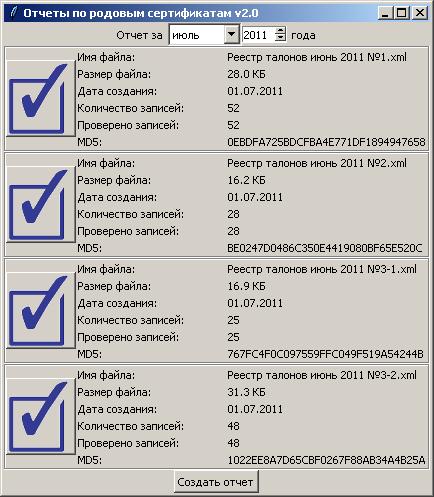 Отчеты по родовым сертификатам v2.0
Отчет за июль 2011 года
Имя файла: Реестр талонов июнь 2011 №1.xml
Размер файла: 28.0 КБ
Дата создания: 01.07.2011
Количество записей: 52
Проверено записей: 52
MD5: 0EBDFA725BDCFBA4E771DF1894947658
Имя файла: Реестр талонов июнь 2011 №2.xml
Размер файла: 16.2 КБ
Дата создания: 01.07.2011
Количество записей: 28
Проверено записей: 28
MD5: BE0247D0486C350E4419080BF65E520C
Имя файла: Реестр талонов июнь 2011 №3-1.xml
Размер файла: 16.9 КБ
Дата создания: 01.07.2011
Количество записей: 25
Проверено записей: 25
MD5: 767FC4F0C097559FFC049F519A54244B
Имя файла: Реестр талонов июнь 2011 №3-2.xml
Размер файла: 31.3 КБ
Дата создания: 01.07.2011
Количество записей: 48
Проверено записей: 48
MD5: 1022EE8A7D65CBF0267F88AB34A4B25A
Создать отчет